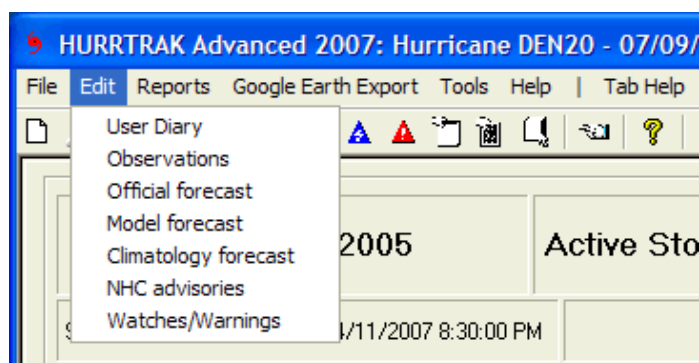 HURRTRAK Advanced 2007: Hurricane DEN20 - 07/09/
File Edit Reports Google Earth Export Tools Help | Tab Help
User Diary
Observations
Official forecast
Model forecast
Climatology forecast
NHC advisories
Watches/Warnings
2005
Active Sto
/11/2007 8:30:00 PM